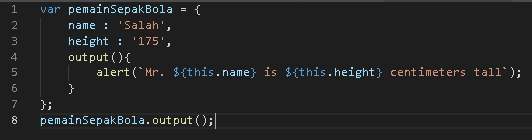 1 var pemainSepakBola = {
2 name : 'Salah',
3 height : '175',
4 output(){
5 alert(`Mr. ${this.name} is ${this.height} centimeters tall`);
6 }
7 };
8 pemainSepakBola.output();